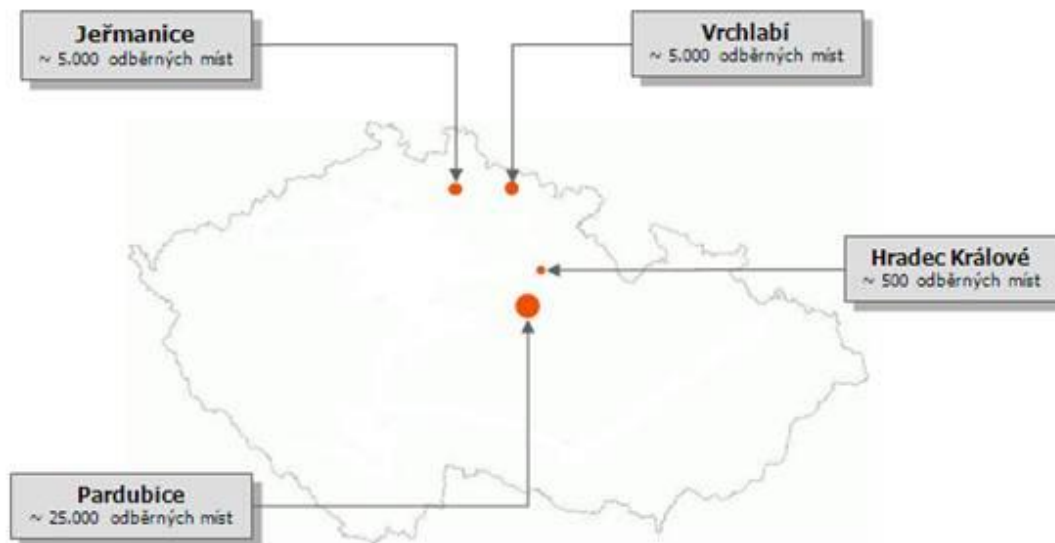 Jeřmanice
~ 5.000 odběrných míst
Vrchlabí
~ 5.000 odběrných míst
Hradec Králové
~ 500 odběrných míst
Pardubice
~ 25.000 odběrných míst